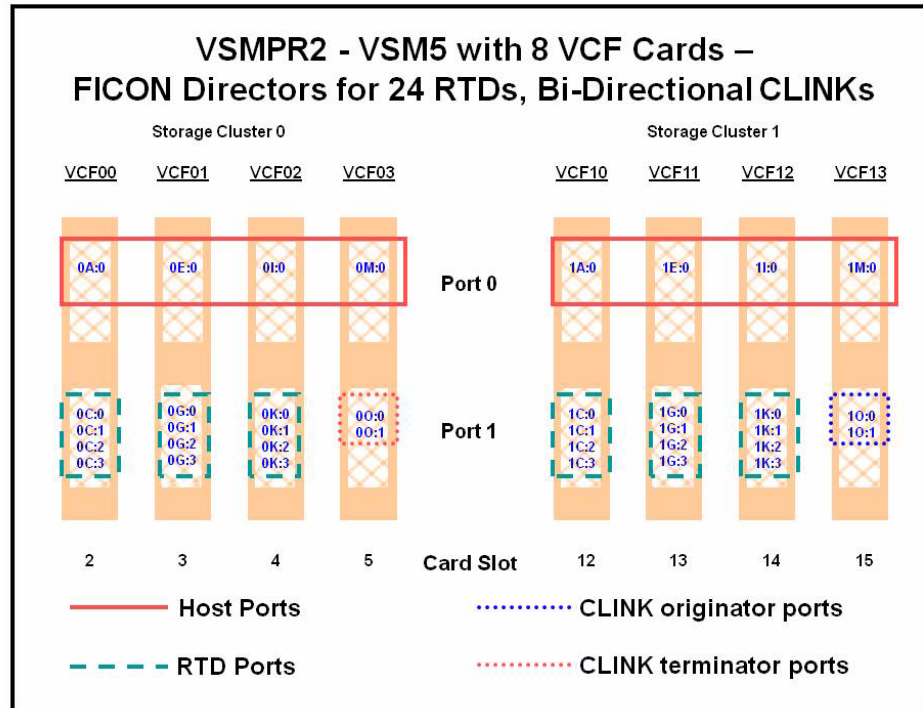 VSMPR2 - VSM5 with 8 VCF Cards –
FICON Directors for 24 RTDs, Bi-Directional CLINKs
Storage Cluster 0 Storage Cluster 1
VCF00 VCF01 VCF02 VCF03 VCF10 VCF11 VCF12 VCF13
0A:0 0E:0 0I:0 0M:0 1A:0 1E:0 1I:0 1M:0
Port 0
0C:0 0G:0 0K:0 0O:0 1C:0 1G:0 1K:0 1O:0
0C:1 0G:1 0K:1 0O:1 1C:1 1G:1 1K:1 1O:1
Port 1
0C:2 0G:2 0K:2 1C:2 1G:2 1K:2
0C:3 0G:3 0K:3 1C:3 1G:3 1K:3
2 3 4 5 Card Slot 12 13 14 15
Host Ports CLINK originator ports
RTD Ports CLINK terminator ports